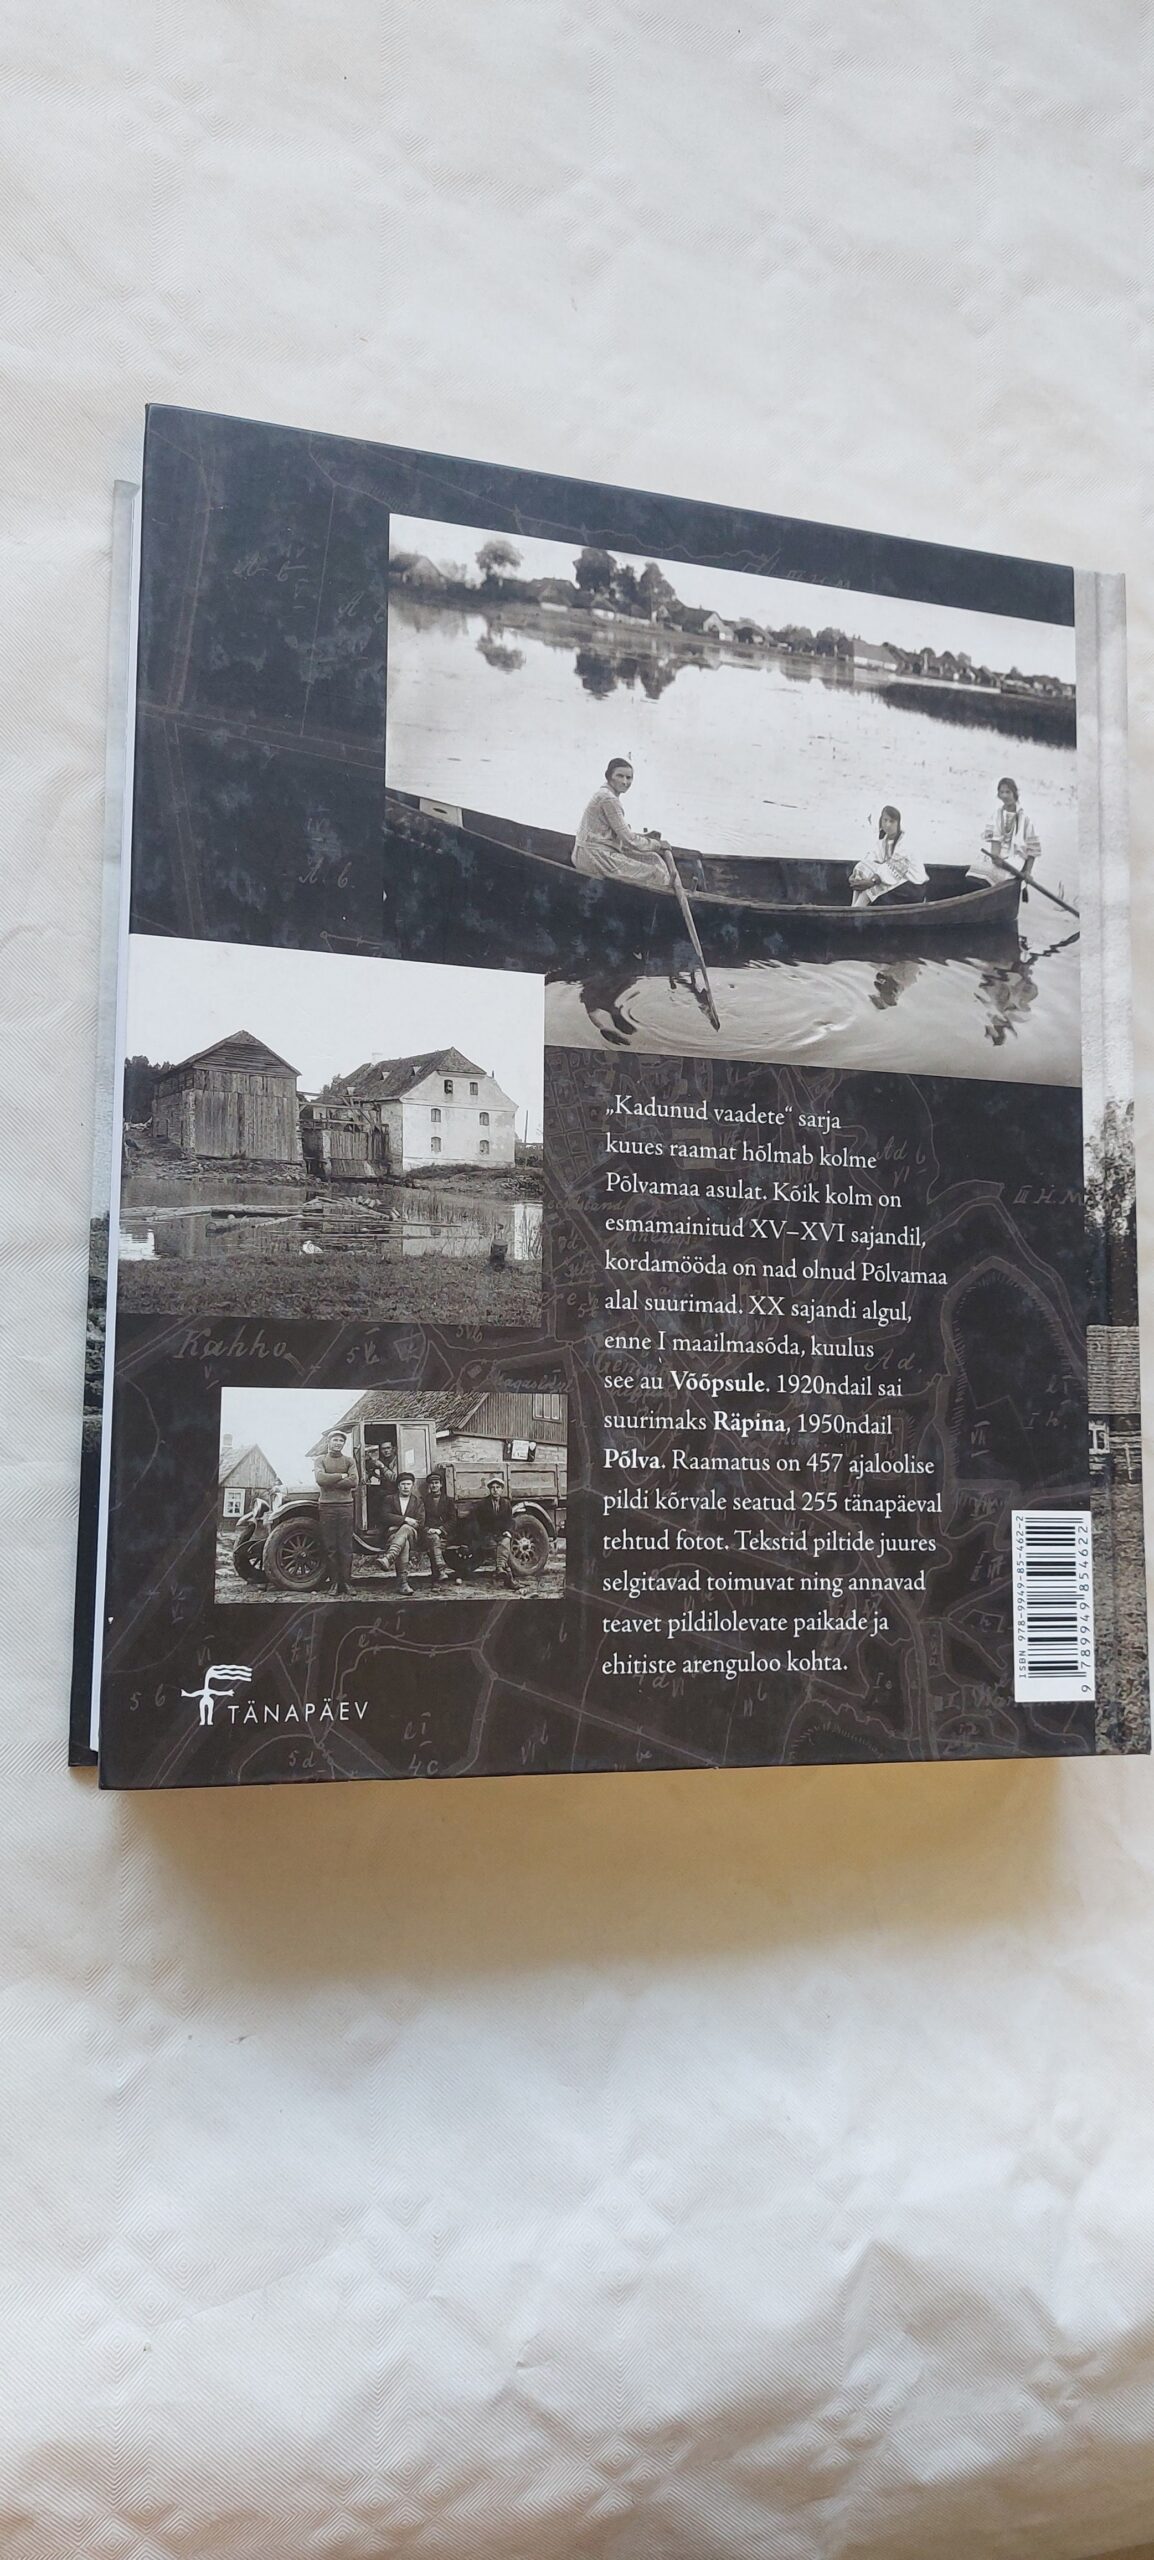 „Kadunud vaadete“ sarja
kuues raamat hõlmab kolme
Põlvamaa asulat. Kõik kolm on
esmamainitud XV–XVI sajandil,
kordamööda on nad olnud Põlvamaa
alal suurimad. XX sajandi algul,
enne I maailmasõda, kuulus
see au Võõpsule. 1920ndail sai
suurimaks Räpina, 1950ndail
Põlva. Raamatus on 457 ajaloolise
pildi kõrvale seatud 255 tänapäeval
tehtud fotot. Tekstid piltide juures
selgitavad toimuvat ning annavad
teavet pildilolevate paikade ja
ehitiste arenguloo kohta.
Kahho
TÄNAPÄEV
ISBN 978-9949-85-462-2
9 789949 854622